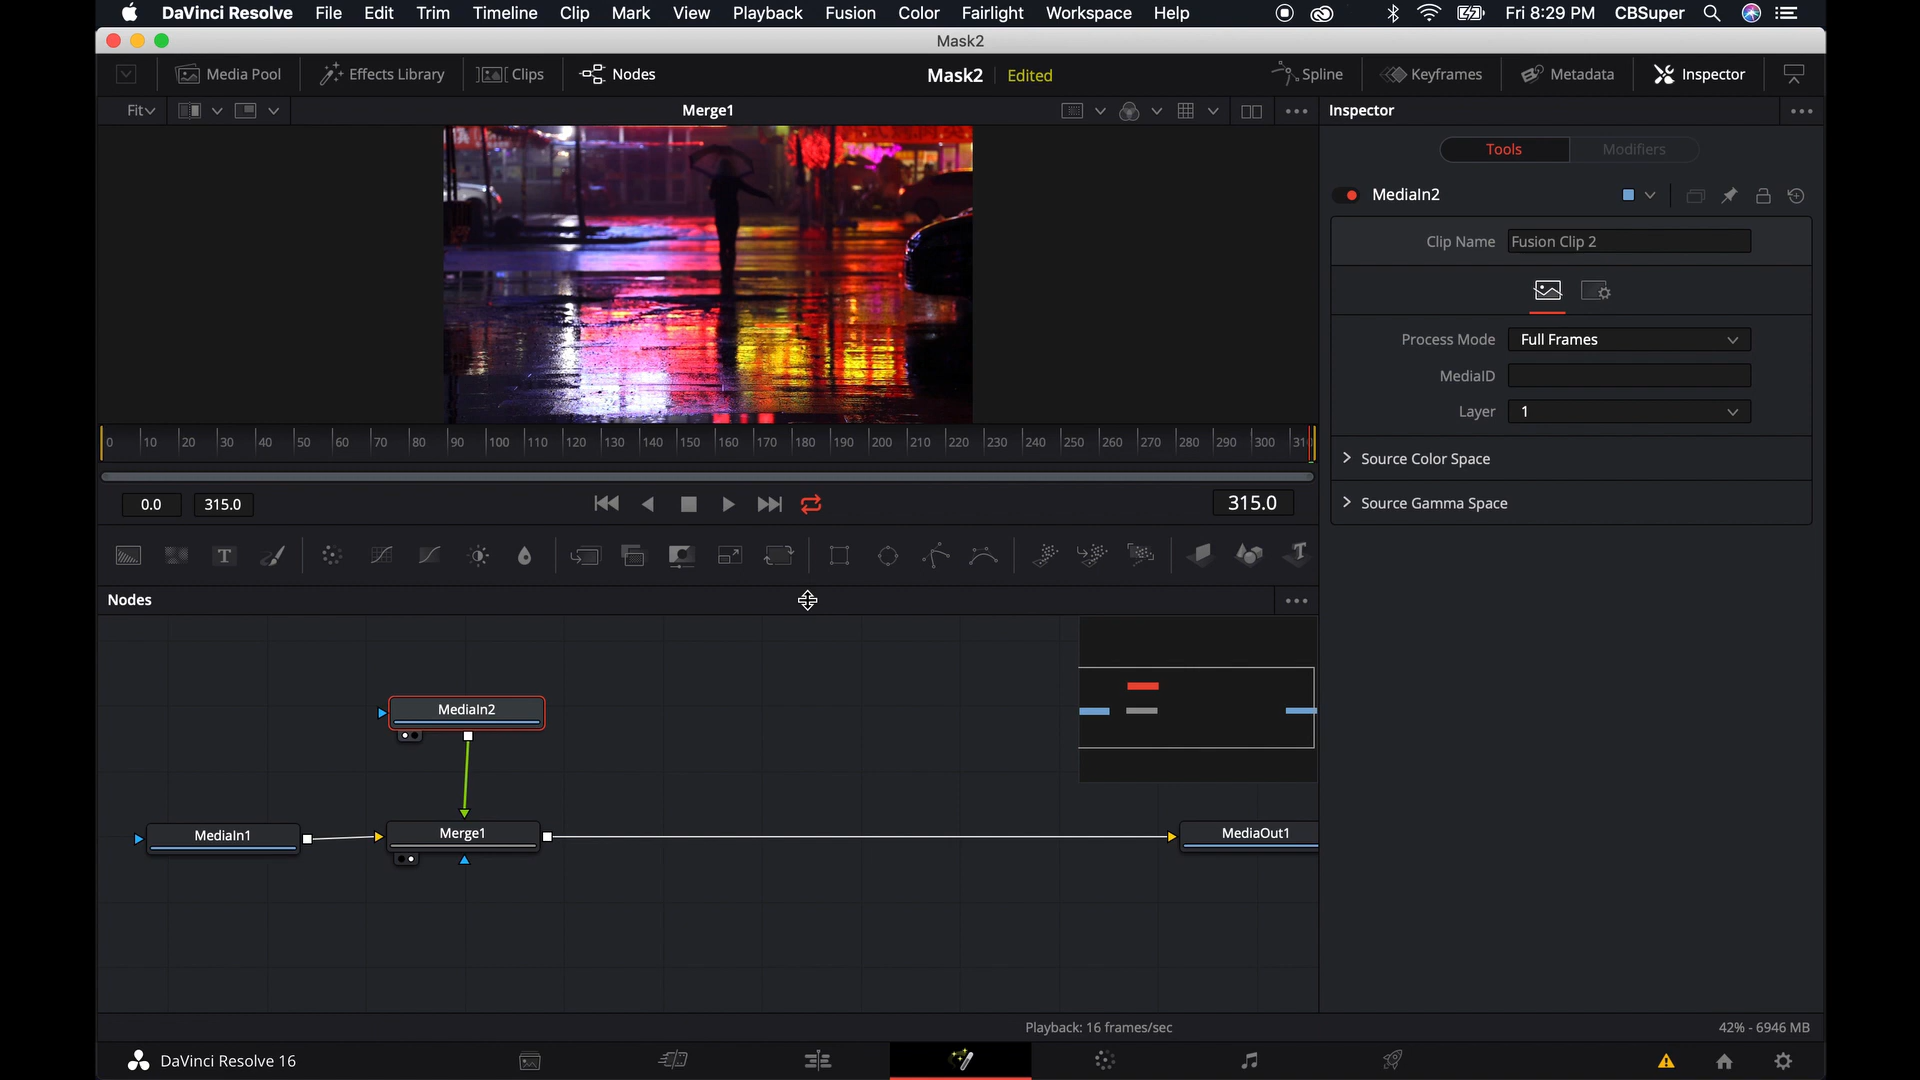 DaVinci Resolve File Edit Trim Timeline Clip Mark View Playback Fusion Color Fairlight Workspace Help Fri 8:29 PM CBSuper
Mask2
Media Pool Effects Library Clips Nodes Mask2 Edited Spline Keyframes Metadata Inspector
Fit Merge1 Inspector
Tools Modifiers
MediaIn2
Clip Name Fusion Clip 2
Process Mode Full Frames
MediaID
Layer 1
Source Color Space
Source Gamma Space
0 10 20 30 40 50 60 70 80 90 100 110 120 130 140 150 160 170 180 190 200 210 220 230 240 250 260 270 280 290 300 310
0.0 315.0 315.0
Nodes
MediaIn2
MediaIn1 Merge1 MediaOut1
Playback: 16 frames/sec 42% - 6946 MB
DaVinci Resolve 16